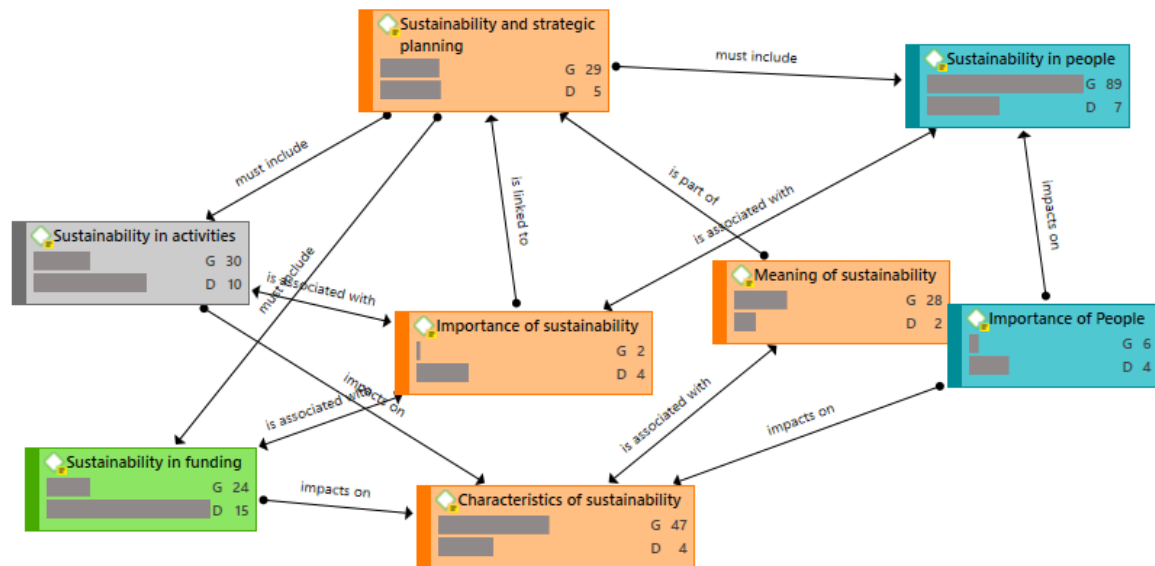 Sustainability and strategic
planning
G 29
D 5
must include
Sustainability in people
G 89
D 7
must include
must include
is linked to
is part of
is associated with
impacts on
Sustainability in activities
G 30
D 10
is associated with
Importance of sustainability
G 2
D 4
Meaning of sustainability
G 28
D 2
Importance of People
G 6
D 4
is associated with
impacts on
is associated with
impacts on
Sustainability in funding
G 24
D 15
impacts on
Characteristics of sustainability
G 47
D 4